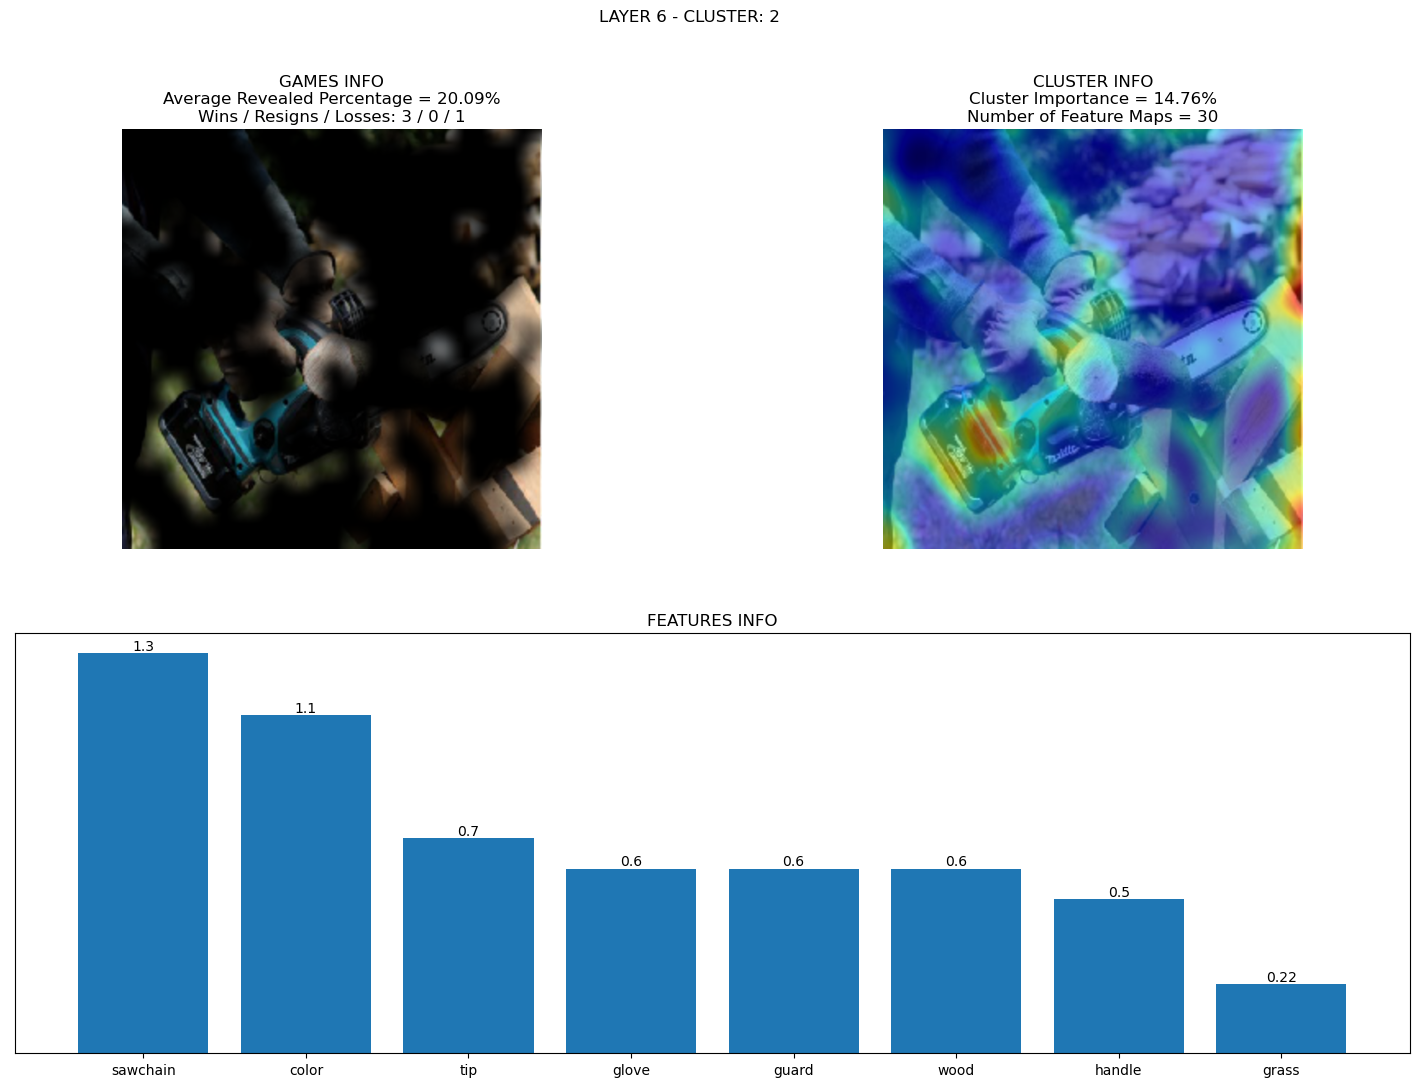 LAYER 6 - CLUSTER: 2
GAMES INFO
Average Revealed Percentage = 20.09%
Wins / Resigns / Losses: 3 / 0 / 1
CLUSTER INFO
Cluster Importance = 14.76%
Number of Feature Maps = 30
FEATURES INFO
1.3
1.1
0.7
0.6
0.6
0.6
0.5
0.22
sawchain
color
tip
glove
guard
wood
handle
grass